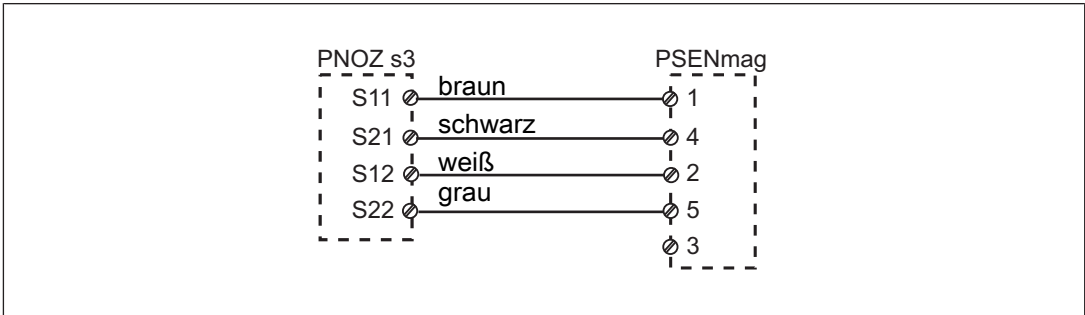 PNOZ s3 PSENmag
S11 braun 1
S21 schwarz 4
S12 weiß 2
S22 grau 5
3